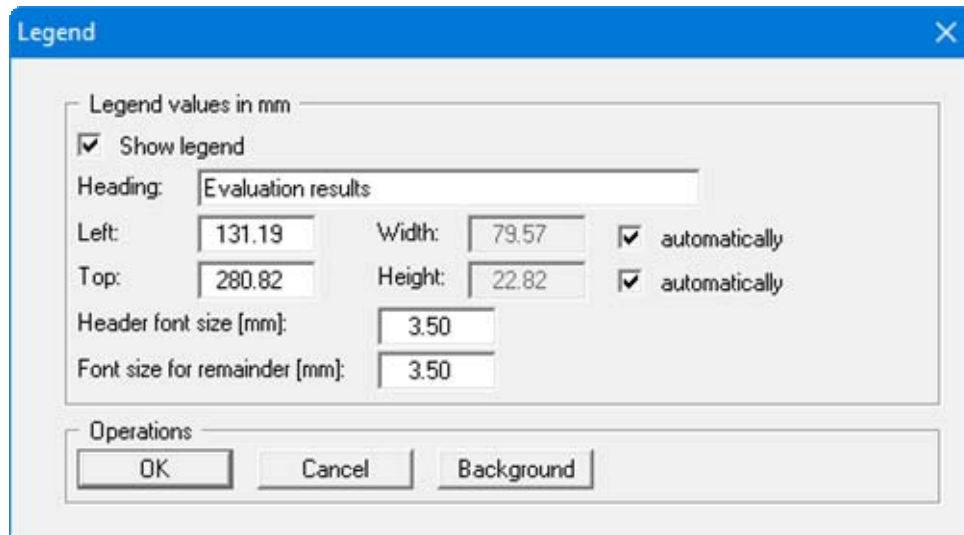 Legend
Legend values in mm
Show legend
Heading: Evaluation results
Left: 131.19 Width: 79.57 automatically
Top: 280.82 Height: 22.82 automatically
Header font size [mm]: 3.50
Font size for remainder [mm]: 3.50
Operations
OK Cancel Background